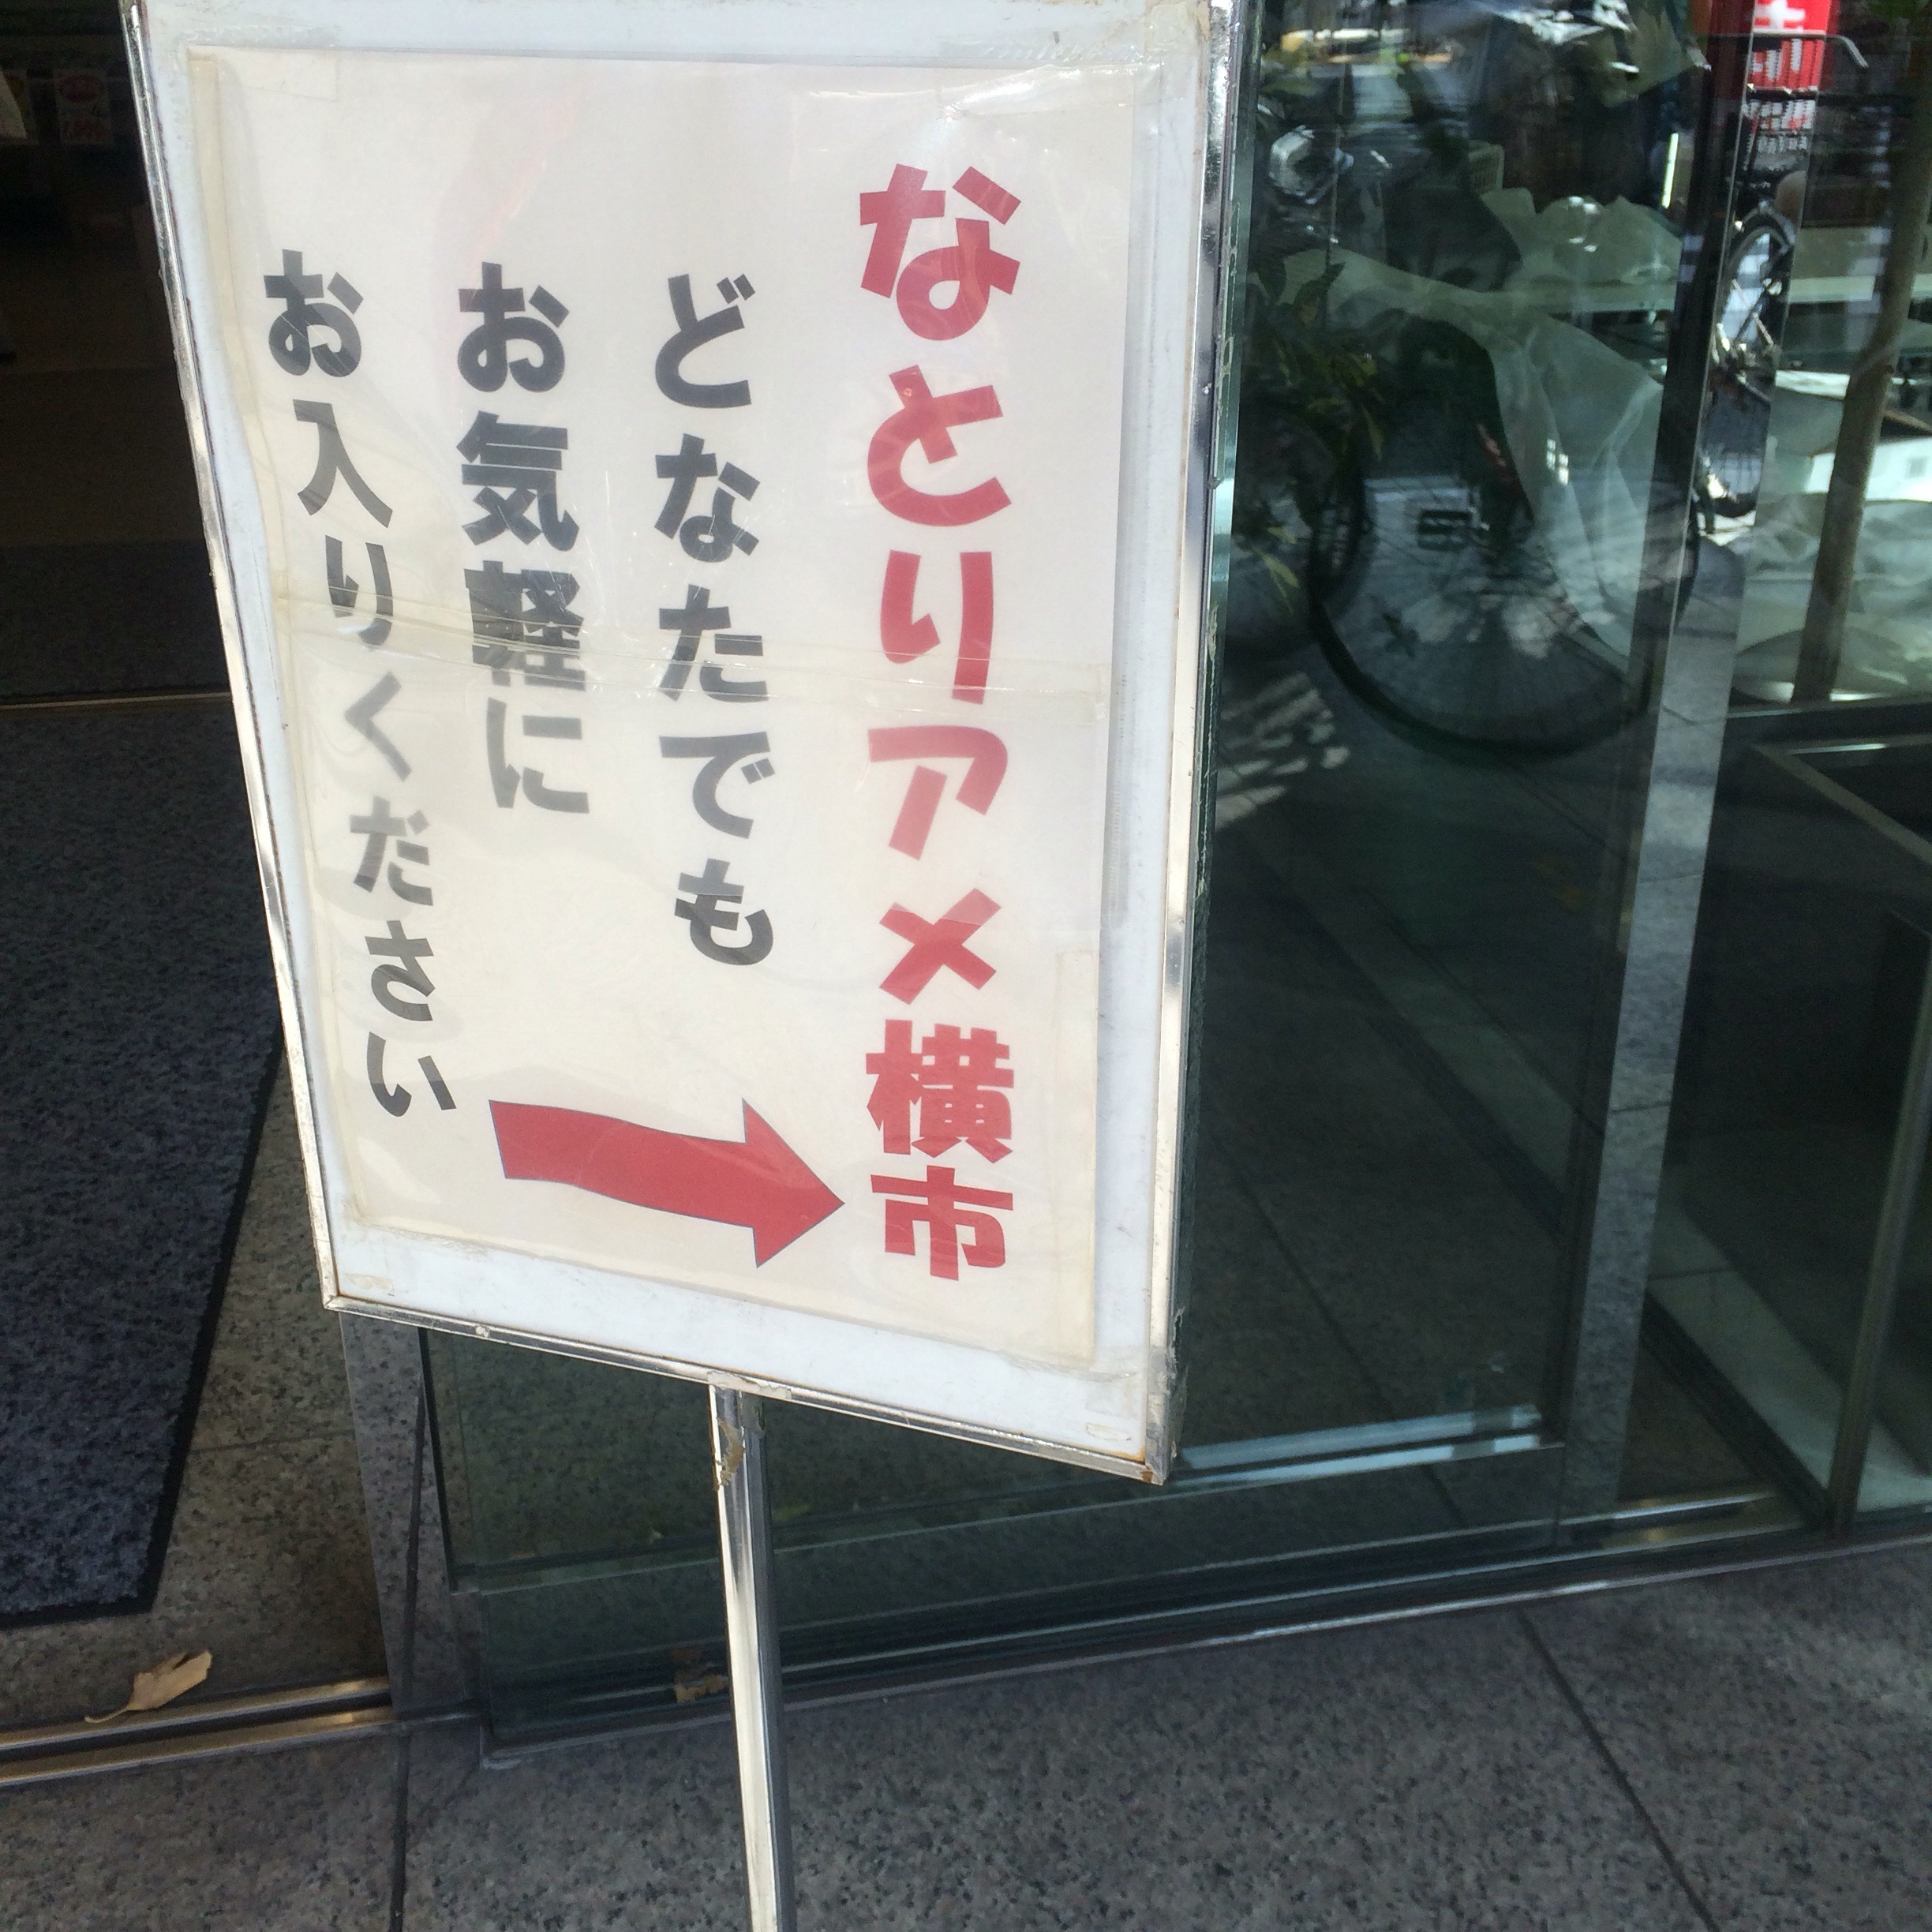 なとりアメ横市
どなたでも
お気軽に
お入りください